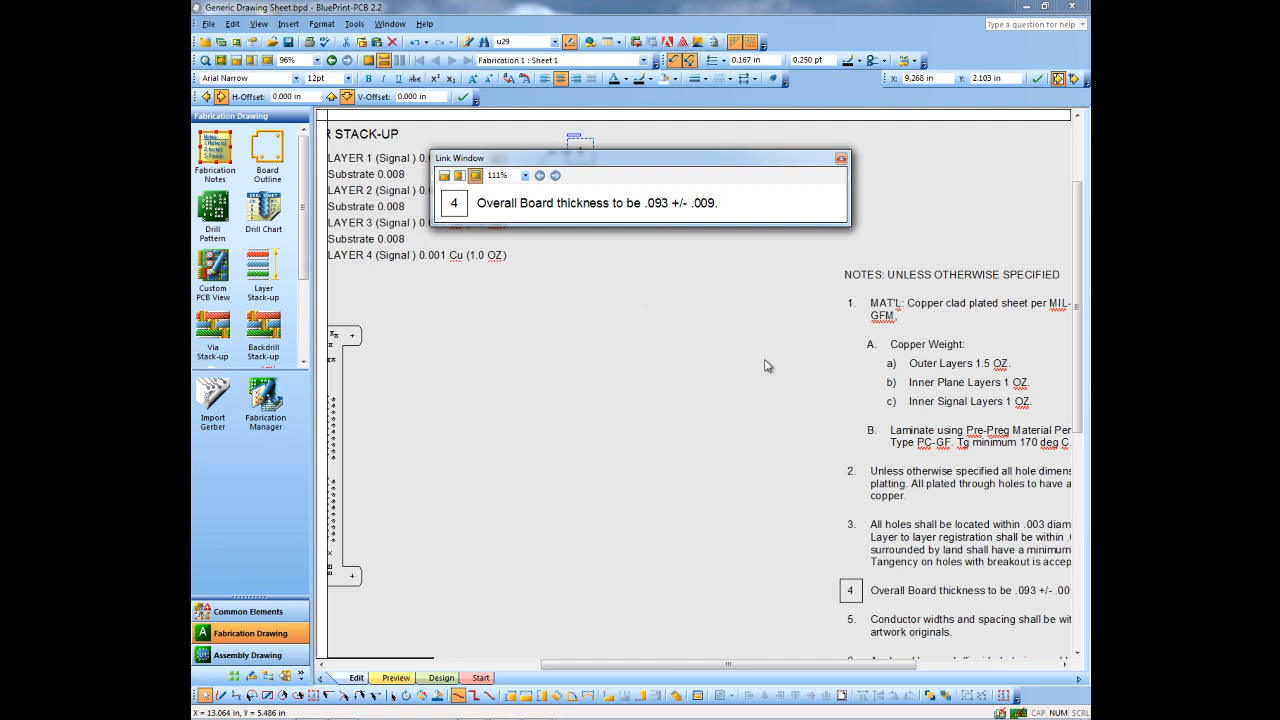 Generic Drawing Sheet.bpd - BluePrint-PCB 2.2
File Edit View Insert Format Tools Window Help
Type a question for help
u29
96%
Fabrication 1 : Sheet 1
0.167 in
0.250 pt
Arial Narrow
12pt
X: 9.268 in
Y: 2.103 in
H-Offset: 0.000 in
V-Offset: 0.000 in
Fabrication Drawing
Fabrication Notes
Board Outline
Drill Pattern
Drill Chart
Custom PCB View
Layer Stack-up
Via Stack-up
Backdrill Stack-up
Import Gerber
Fabrication Manager
Common Elements
Fabrication Drawing
Assembly Drawing
R STACK-UP
LAYER 1 (Signal ) 0.
Substrate 0.008
LAYER 2 (Signal ) 0.
Substrate 0.008
LAYER 3 (Signal ) 0.
Substrate 0.008
LAYER 4 (Signal ) 0.001 Cu (1.0 OZ)
Link Window
111%
4 Overall Board thickness to be .093 +/- .009.
NOTES: UNLESS OTHERWISE SPECIFIED
1. MAT'L: Copper clad plated sheet per MIL-
GFM.
A. Copper Weight:
a) Outer Layers 1.5 OZ.
b) Inner Plane Layers 1 OZ.
c) Inner Signal Layers 1 OZ.
B. Laminate using Pre-Preg Material Per
Type PC-GF. Tg minimum 170 deg C.
2. Unless otherwise specified all hole dimens
platting. All plated through holes to have a
copper.
3. All holes shall be located within .003 diam
Layer to layer registration shall be within .
surrounded by land shall have a minimum
Tangency on holes with breakout is accep
4 Overall Board thickness to be .093 +/- .00
5. Conductor widths and spacing shall be wit
artwork originals.
Edit Preview Design Start
X = 13.064 in, Y = 5.486 in
CAP NUM SCRL